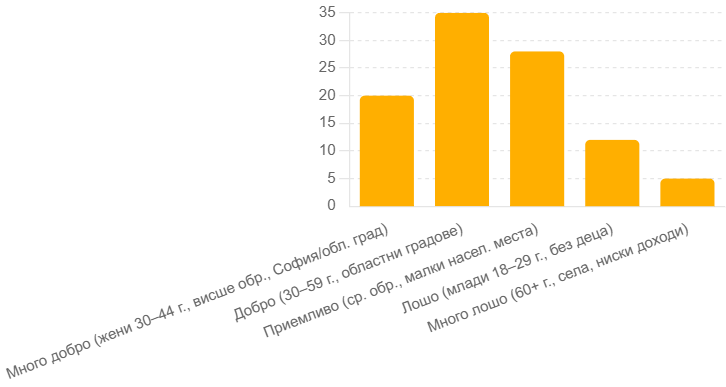 35
30
25
20
15
10
5
0
Много добро (жени 30–44 г., висше обр., София/обл. град)
Добро (30–59 г., областни градове)
Приемливо (ср. обр., малки насел. места)
Лошо (млади 18–29 г., без деца)
Много лошо (60+ г., села, ниски доходи)